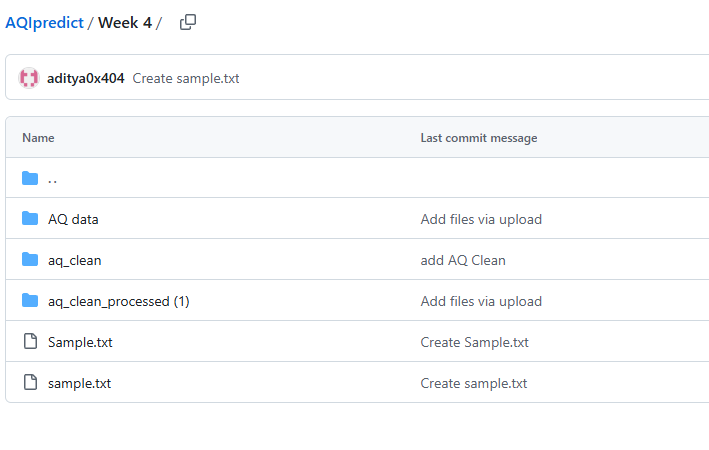 AQIpredict / Week 4 /
aditya0x404 Create sample.txt
Name Last commit message
..
AQ data Add files via upload
aq_clean add AQ Clean
aq_clean_processed (1) Add files via upload
Sample.txt Create Sample.txt
sample.txt Create sample.txt